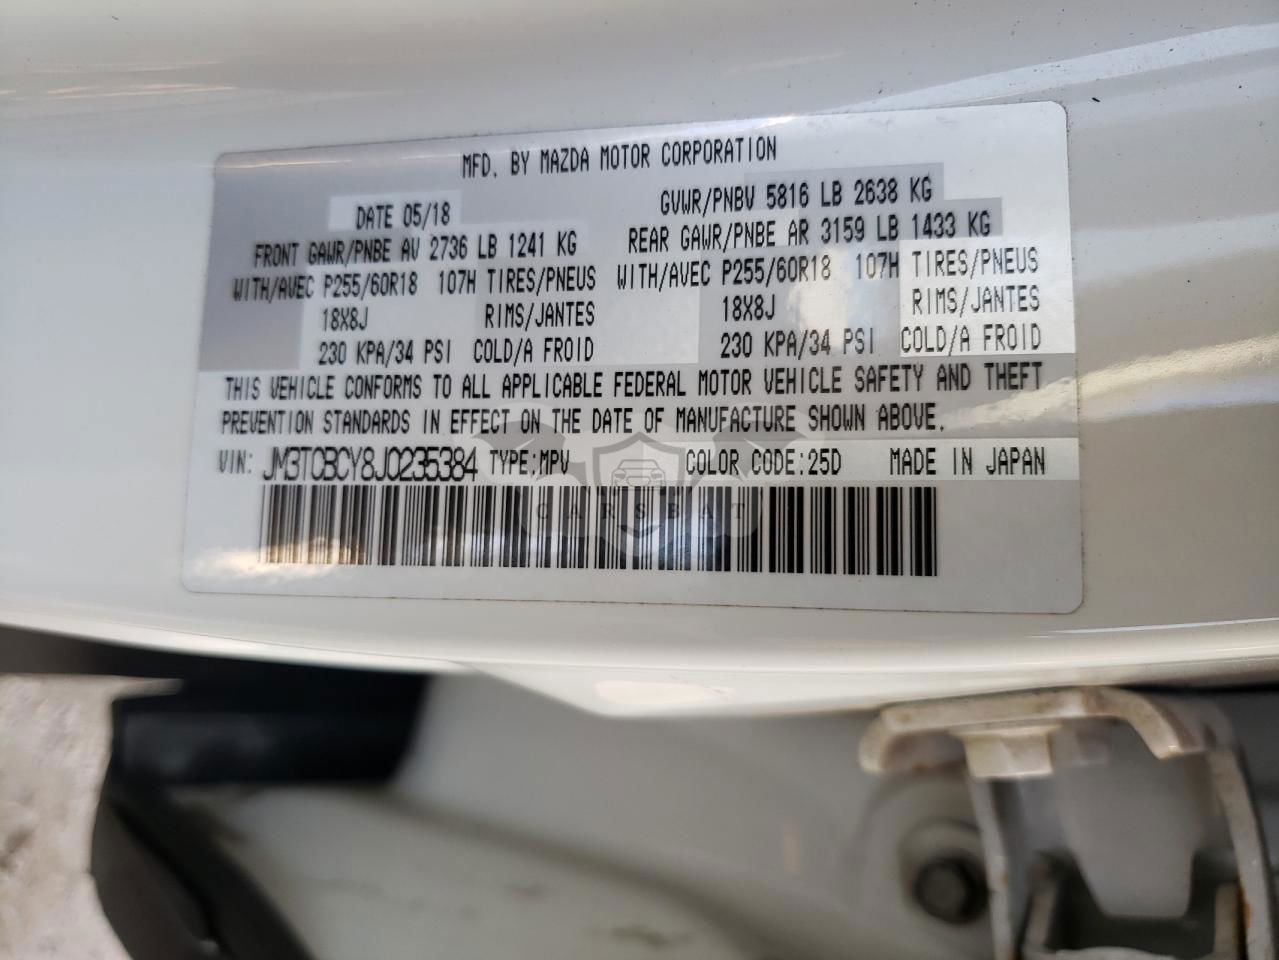 MFD. BY MAZDA MOTOR CORPORATION
DATE 05/18 GVWR/PNBV 5816 LB 2638 KG
FRONT GAWR/PNBE AV 2736 LB 1241 KG REAR GAWR/PNBE AR 3159 LB 1433 KG
WITH/AVEC P255/60R18 107H TIRES/PNEUS WITH/AVEC P255/60R18 107H TIRES/PNEUS
18X8J RIMS/JANTES 18X8J RIMS/JANTES
230 KPA/34 PSI COLD/A FROID 230 KPA/34 PSI COLD/A FROID
THIS VEHICLE CONFORMS TO ALL APPLICABLE FEDERAL MOTOR VEHICLE SAFETY AND THEFT
PREVENTION STANDARDS IN EFFECT ON THE DATE OF MANUFACTURE SHOWN ABOVE.
VIN: JM3TCBCY8J0235384 TYPE:MPV COLOR CODE:25D MADE IN JAPAN
CARSBAT